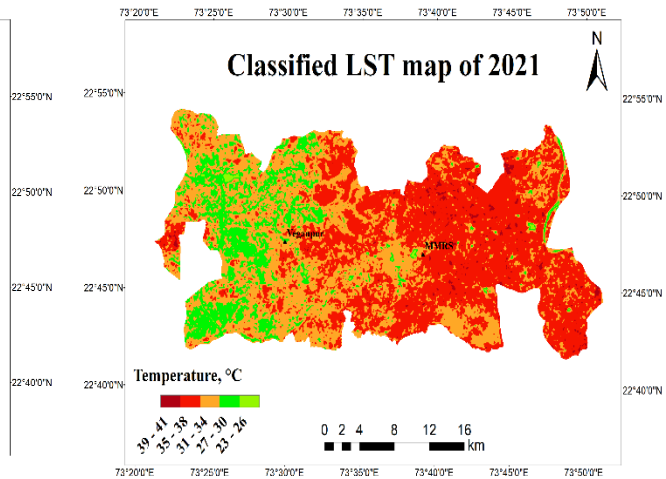 73°20'0"E 73°25'0"E 73°30'0"E 73°35'0"E 73°40'0"E 73°45'0"E 73°50'0"E
N
Classified LST map of 2021
22°55'0"N 22°55'0"N 22°55'0"N
22°50'0"N 22°50'0"N 22°50'0"N
Veganpur
MMRS
22°45'0"N 22°45'0"N 22°45'0"N
22°40'0"N 22°40'0"N 22°40'0"N
Temperature, °C
39 - 41
35 - 38
31 - 34
27 - 30
23 - 26
0 2 4 8 12 16
km
73°20'0"E 73°25'0"E 73°30'0"E 73°35'0"E 73°40'0"E 73°45'0"E 73°50'0"E